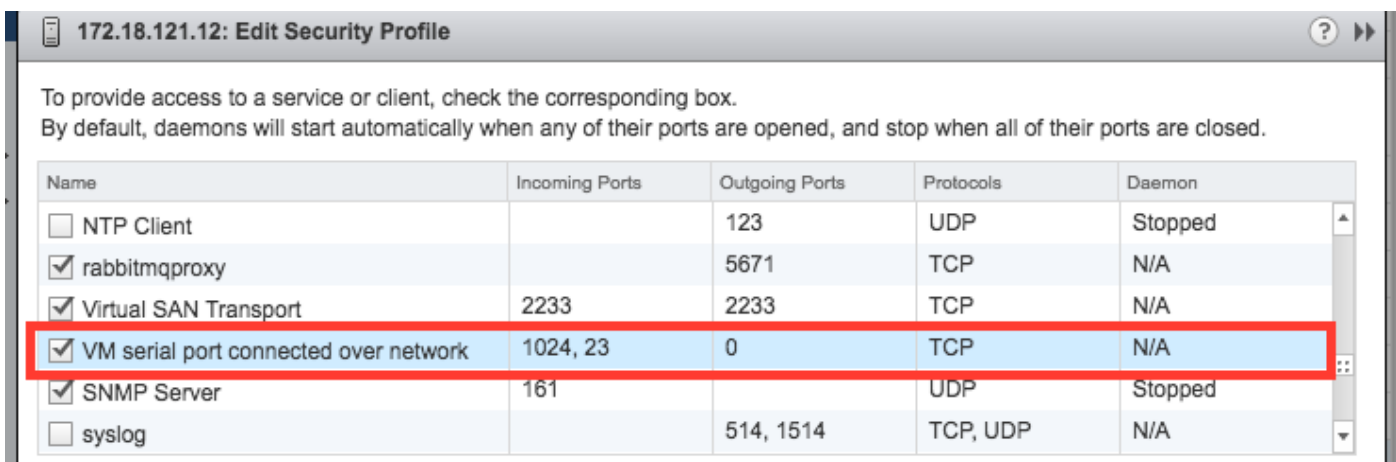 172.18.121.12: Edit Security Profile
?
To provide access to a service or client, check the corresponding box.
By default, daemons will start automatically when any of their ports are opened, and stop when all of their ports are closed.
Name Incoming Ports Outgoing Ports Protocols Daemon
NTP Client 123 UDP Stopped
rabbitmqproxy 5671 TCP N/A
Virtual SAN Transport 2233 2233 TCP N/A
VM serial port connected over network 1024, 23 0 TCP N/A
SNMP Server 161 UDP Stopped
syslog 514, 1514 TCP, UDP N/A